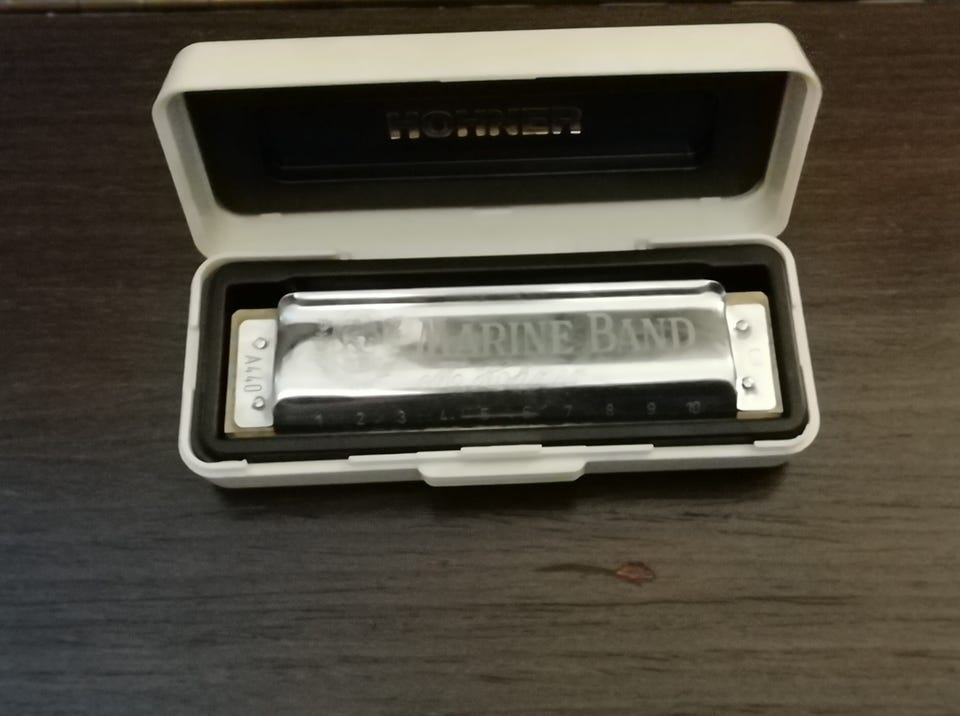 HOHNER
MARINE BAND
A440
C
1 2 3 4 5 6 7 8 9 10